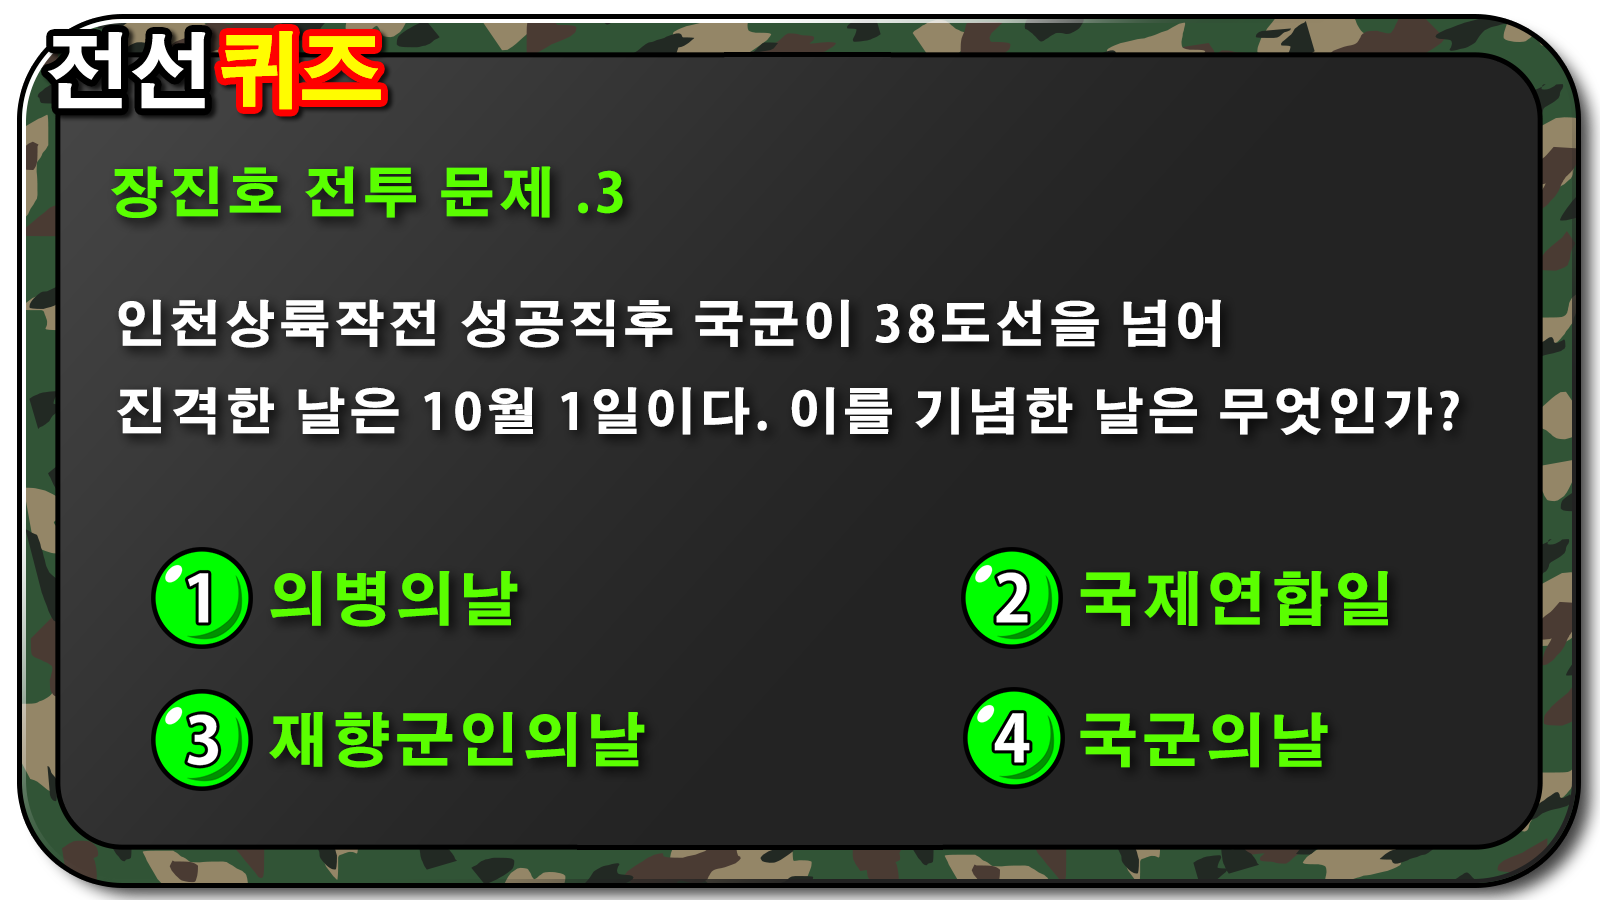 전선퀴즈
장진호 전투 문제 .3
인천상륙작전 성공직후 국군이 38도선을 넘어
진격한 날은 10월 1일이다. 이를 기념한 날은 무엇인가?
1 의병의날
2 국제연합일
3 재향군인의날
4 국군의날